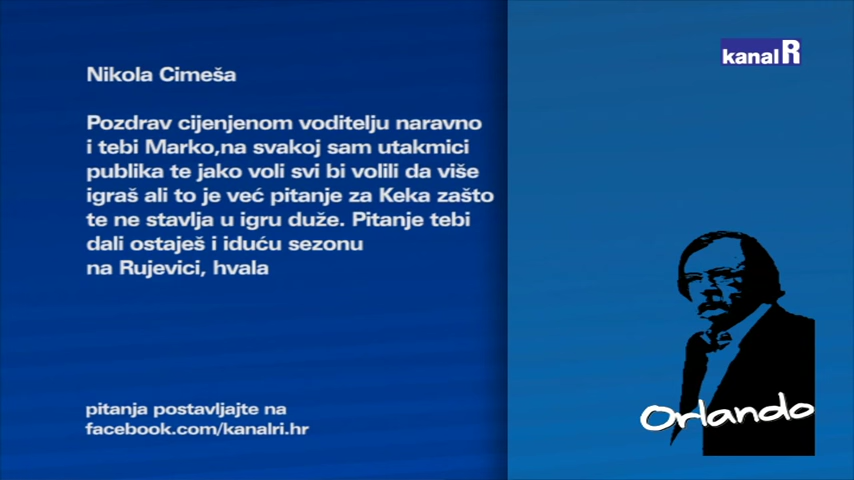 kanal R
Nikola Cimeša
Pozdrav cijenjenom voditelju naravno
i tebi Marko,na svakoj sam utakmici
publika te jako voli svi bi volili da više
igraš ali to je već pitanje za Keka zašto
te ne stavlja u igru duže. Pitanje tebi
dali ostaješ i iduću sezonu
na Rujevici, hvala
pitanja postavljajte na
facebook.com/kanalri.hr
Orlando